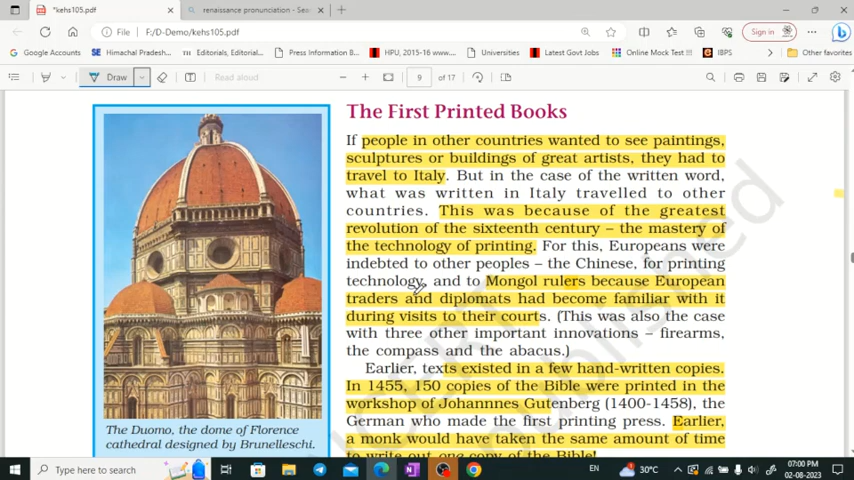 *kehs105.pdf
renaissance pronunciation - Sea
File
F:/D-Demo/kehs105.pdf
Sign in
Google Accounts
Himachal Pradesh...
Editorials, Editorial...
Press Information B...
HPU, 2015-16 www....
Universities
Latest Govt Jobs
Online Mock Test !!!
IBPS
Other favorites
Draw
Read aloud
9 of 17
The First Printed Books
If people in other countries wanted to see paintings,
sculptures or buildings of great artists, they had to
travel to Italy. But in the case of the written word,
what was written in Italy travelled to other
countries. This was because of the greatest
revolution of the sixteenth century – the mastery of
the technology of printing. For this, Europeans were
indebted to other peoples – the Chinese, for printing
technology, and to Mongol rulers because European
traders and diplomats had become familiar with it
during visits to their courts. (This was also the case
with three other important innovations – firearms,
the compass and the abacus.)
Earlier, texts existed in a few hand-written copies.
In 1455, 150 copies of the Bible were printed in the
workshop of Johannnes Gutenberg (1400-1458), the
German who made the first printing press. Earlier,
a monk would have taken the same amount of time
to write out one copy of the Bible!
The Duomo, the dome of Florence
cathedral designed by Brunelleschi.
Type here to search
EN
30°C
07:00 PM
02-08-2023